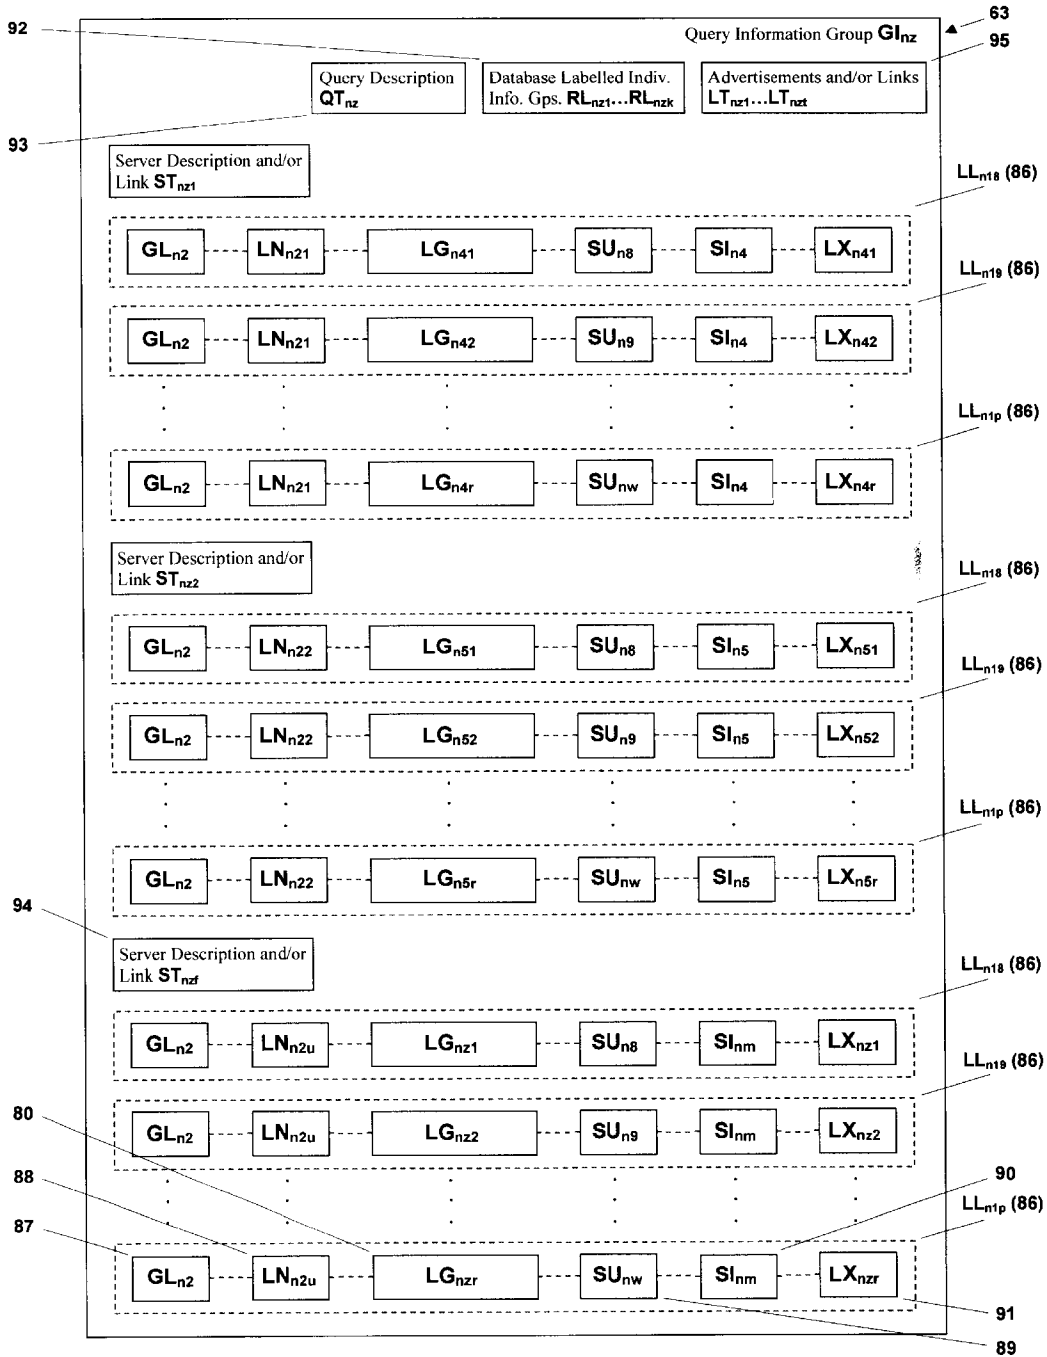 92
63
Query Information Group GInz
95
Query Description
QTnz
Database Labelled Indiv.
Info. Gps. RLnz1...RLnzk
Advertisements and/or Links
LTnz1...LTnzt
93
Server Description and/or
Link STnz1
LLn18 (86)
GLn2 LNn21 LGn41 SUn8 SIn4 LXn41
LLn19 (86)
GLn2 LNn21 LGn42 SUn9 SIn4 LXn42
LLn1p (86)
GLn2 LNn21 LGn4r SUnw SIn4 LXn4r
Server Description and/or
Link STnz2
LLn18 (86)
GLn2 LNn22 LGn51 SUn8 SIn5 LXn51
LLn19 (86)
GLn2 LNn22 LGn52 SUn9 SIn5 LXn52
LLn1p (86)
GLn2 LNn22 LGn5r SUnw SIn5 LXn5r
94
Server Description and/or
Link STnzf
LLn18 (86)
GLn2 LNn2u LGnz1 SUn8 SInm LXnz1
LLn19 (86)
80
GLn2 LNn2u LGnz2 SUn9 SInm LXnz2
88
90
LLn1p (86)
87
GLn2 LNn2u LGnzr SUnw SInm LXnzr
91
89